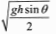 √(gh sin θ / 2)